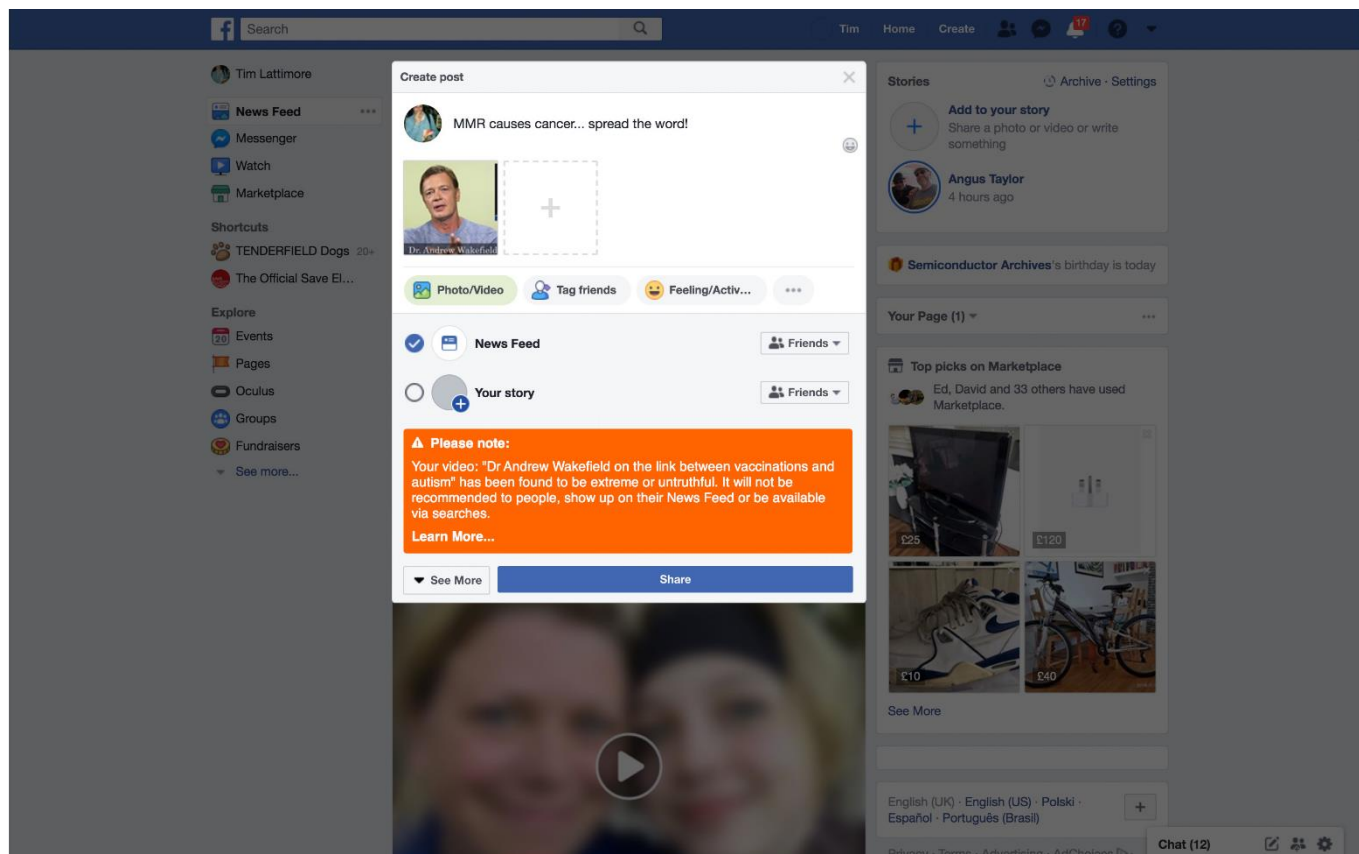 Search
Tim
Home
Create
17
Tim Lattimore
News Feed
Messenger
Watch
Marketplace
Shortcuts
TENDERFIELD Dogs 20+
The Official Save El...
Explore
20
Events
Pages
Oculus
Groups
Fundraisers
See more...
Create post
MMR causes cancer... spread the word!
Dr. Andrew Wakefield
Photo/Video
Tag friends
Feeling/Activ...
News Feed
Friends
Your story
Friends
Please note:
Your video: "Dr Andrew Wakefield on the link between vaccinations and
autism" has been found to be extreme or untruthful. It will not be
recommended to people, show up on their News Feed or be available
via searches.
Learn More...
See More
Share
Stories
Archive · Settings
Add to your story
Share a photo or video or write
something
Angus Taylor
4 hours ago
Semiconductor Archives's birthday is today
Your Page (1)
Top picks on Marketplace
Ed, David and 33 others have used
Marketplace.
£25
£120
£10
£40
See More
English (UK) · English (US) · Polski ·
Español · Português (Brasil)
Privacy · Terms · Advertising · AdChoices
Chat (12)